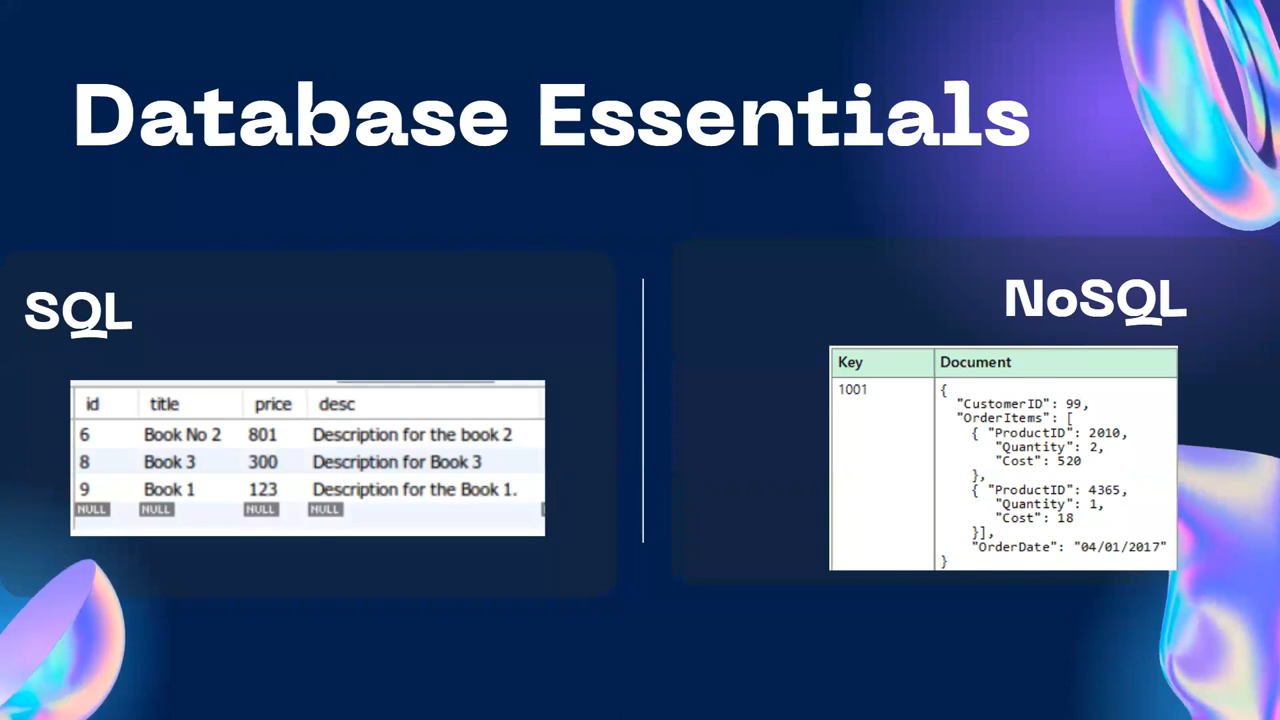 Database Essentials
SQL
id title price desc
6 Book No 2 801 Description for the book 2
8 Book 3 300 Description for Book 3
9 Book 1 123 Description for the Book 1.
NULL NULL NULL NULL
NoSQL
Key Document
1001 {
"CustomerID": 99,
"OrderItems": [
{ "ProductID": 2010,
"Quantity": 2,
"Cost": 520
},
{ "ProductID": 4365,
"Quantity": 1,
"Cost": 18
}],
"OrderDate": "04/01/2017"
}